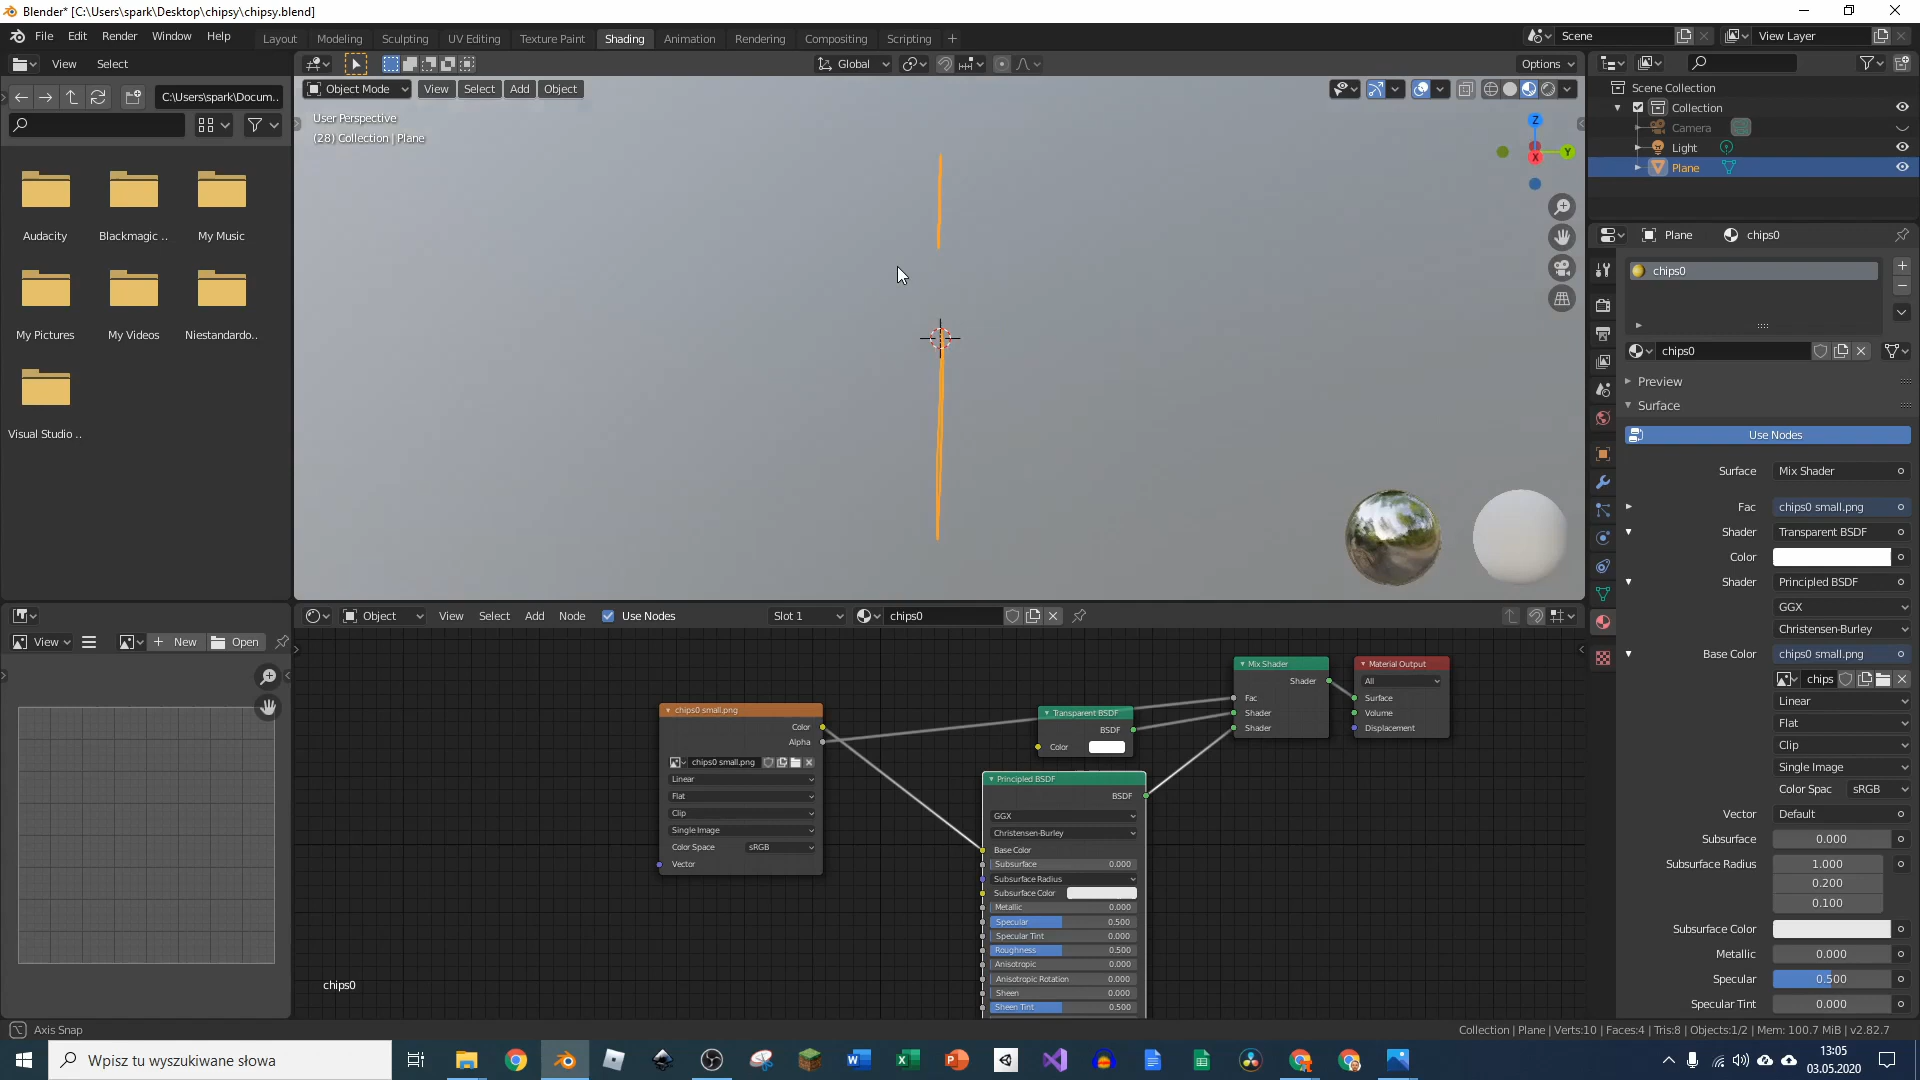 Blender* [C:\Users\spark\Desktop\chipsy\chipsy.blend]
File Edit Render Window Help Layout Modeling Sculpting UV Editing Texture Paint Shading Animation Rendering Compositing Scripting Scene View Layer
View Select Global Options
C:\Users\spark\Docum.. Object Mode View Select Add Object
User Perspective
(28) Collection | Plane
Scene Collection
Collection
Camera
Light
Plane
Z
Y
X
Audacity Blackmagic .. My Music
My Pictures My Videos Niestandardo..
Visual Studio ..
Plane chips0
chips0
chips0
Preview
Surface
Use Nodes
Surface Mix Shader
Fac chips0 small.png
Shader Transparent BSDF
Color
Shader Principled BSDF
GGX
Christensen-Burley
Base Color chips0 small.png
chips
Linear
Flat
Clip
Single Image
Color Spac sRGB
Vector Default
Subsurface 0.000
Subsurface Radius 1.000
0.200
0.100
Subsurface Color
Metallic 0.000
Specular 0.500
Specular Tint 0.000
Object View Select Add Node Use Nodes Slot 1 chips0
View New Open
chips0 small.png
Color
Alpha
chips0 small.png
Linear
Flat
Clip
Single Image
Color Space sRGB
Vector
Transparent BSDF
BSDF
Color
Mix Shader
Shader
Fac
Shader
Shader
Material Output
All
Surface
Volume
Displacement
Principled BSDF
BSDF
GGX
Christensen-Burley
Base Color
Subsurface 0.000
Subsurface Radius
Subsurface Color
Metallic 0.000
Specular 0.500
Specular Tint 0.000
Roughness 0.500
Anisotropic 0.000
Anisotropic Rotation 0.000
Sheen 0.000
Sheen Tint 0.500
chips0
Axis Snap
Collection | Plane | Verts:10 | Faces:4 | Tris:8 | Objects:1/2 | Mem: 100.7 MiB | v2.82.7
Wpisz tu wyszukiwane słowa
13:05
03.05.2020